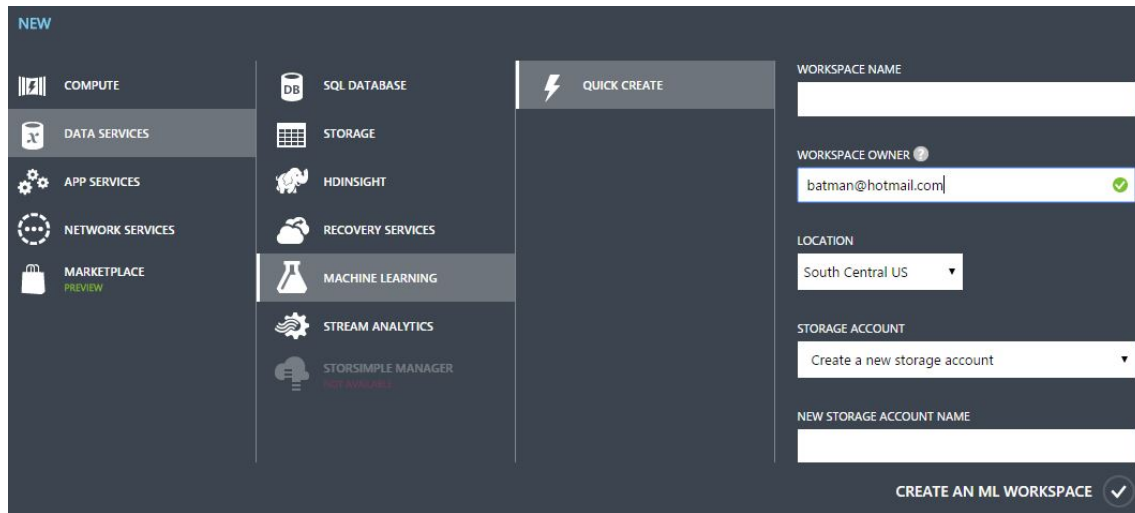 NEW
COMPUTE
DATA SERVICES
APP SERVICES
NETWORK SERVICES
MARKETPLACE
PREVIEW
DB
SQL DATABASE
STORAGE
HDINSIGHT
RECOVERY SERVICES
MACHINE LEARNING
STREAM ANALYTICS
STORSIMPLE MANAGER
NOT AVAILABLE
QUICK CREATE
WORKSPACE NAME
WORKSPACE OWNER ?
batman@hotmail.com
LOCATION
South Central US
STORAGE ACCOUNT
Create a new storage account
NEW STORAGE ACCOUNT NAME
CREATE AN ML WORKSPACE